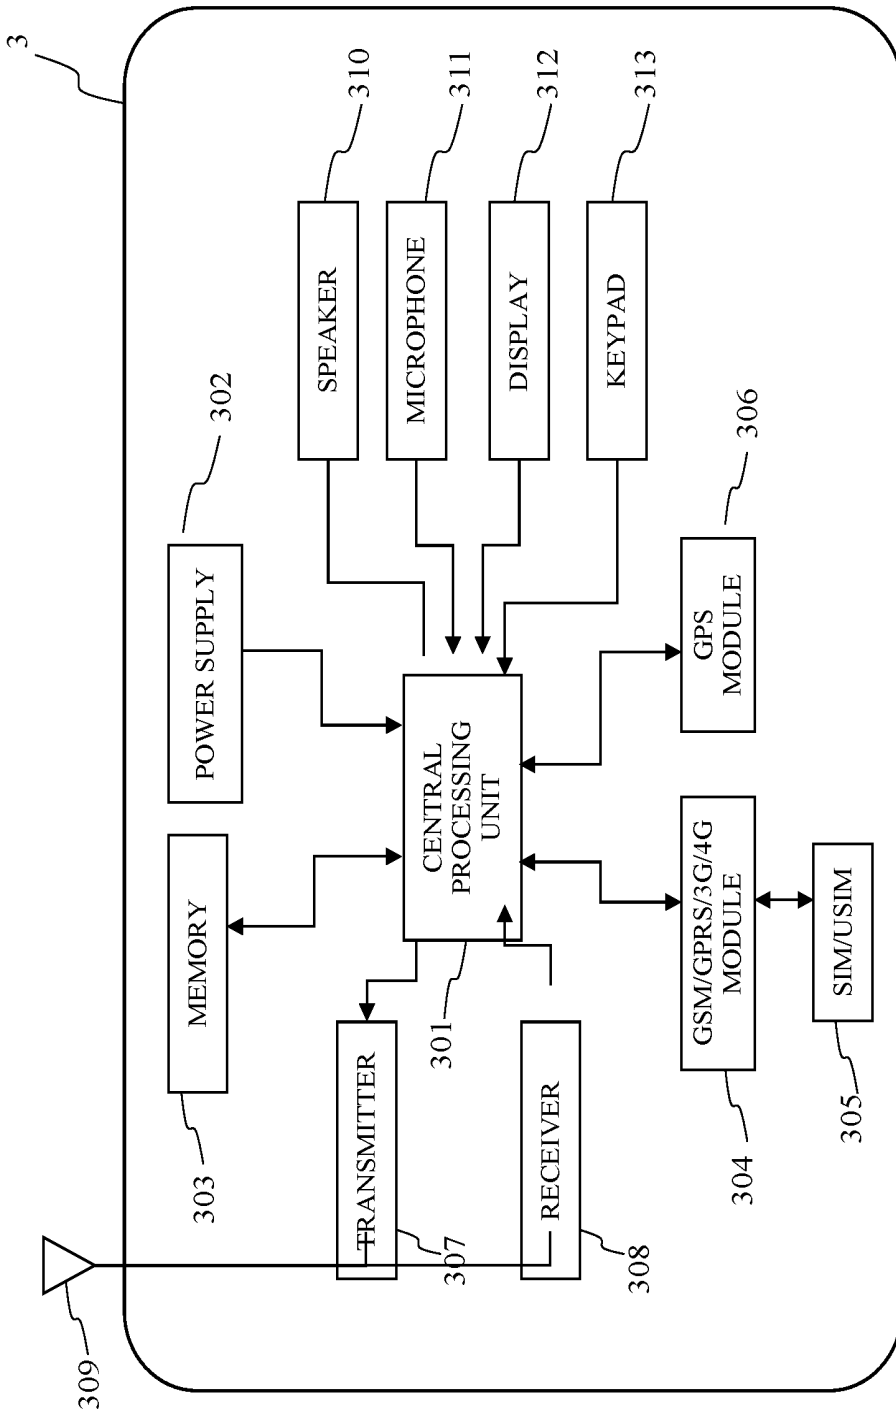 3
309
303
MEMORY
POWER SUPPLY
302
TRANSMITTER
307
RECEIVER
308
301
CENTRAL
PROCESSING
UNIT
SPEAKER
310
MICROPHONE
311
DISPLAY
312
KEYPAD
313
GSM/GPRS/3G/4G
MODULE
304
GPS
MODULE
306
SIM/USIM
305